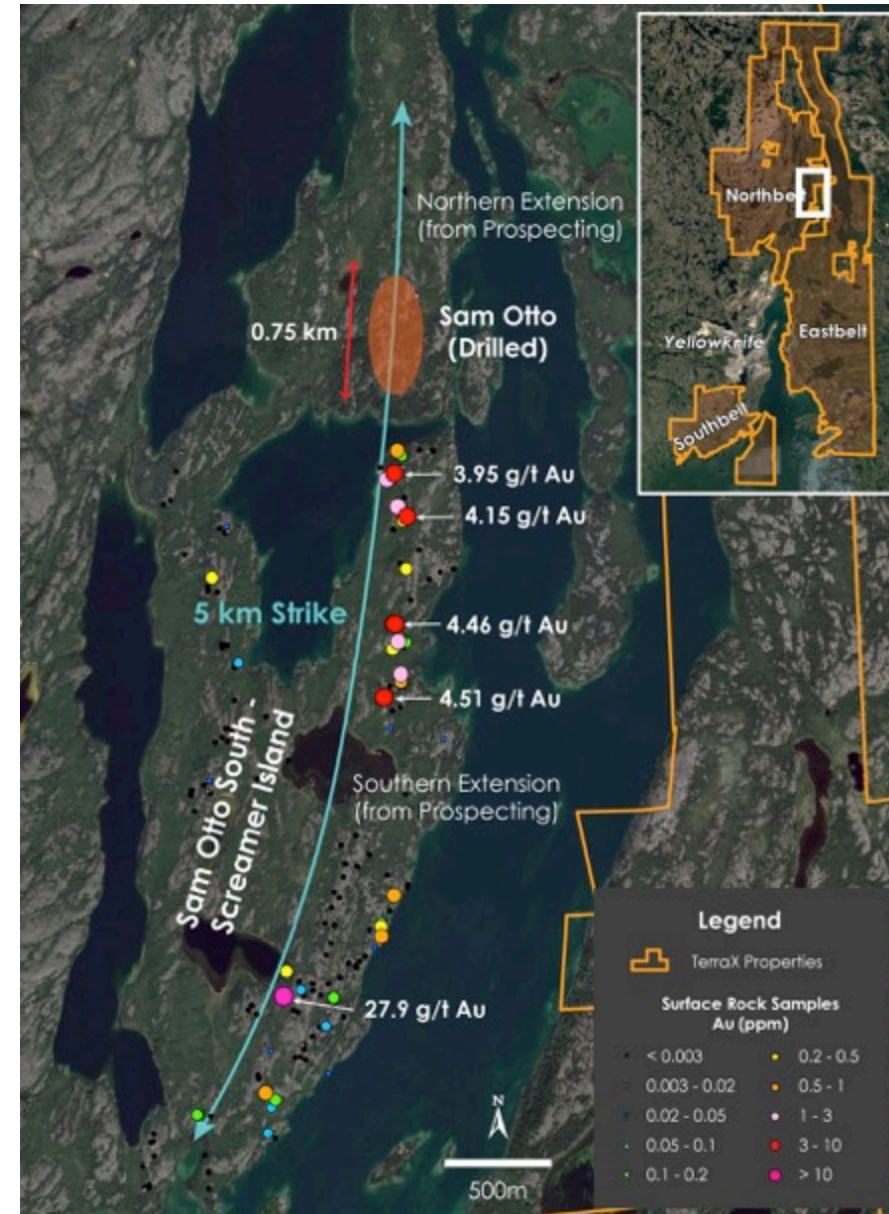 Northern Extension
(from Prospecting)
0.75 km
Sam Otto
(Drilled)
3.95 g/t Au
4.15 g/t Au
5 km Strike
4.46 g/t Au
4.51 g/t Au
Sam Otto South -
Screamer Island
Southern Extension
(from Prospecting)
27.9 g/t Au
N
500m
Northbelt
Yellowknife
Eastbelt
Southbelt
Legend
TerraX Properties
Surface Rock Samples
Au (ppm)
< 0.003
0.003 - 0.02
0.02 - 0.05
0.05 - 0.1
0.1 - 0.2
0.2 - 0.5
0.5 - 1
1 - 3
3 - 10
> 10